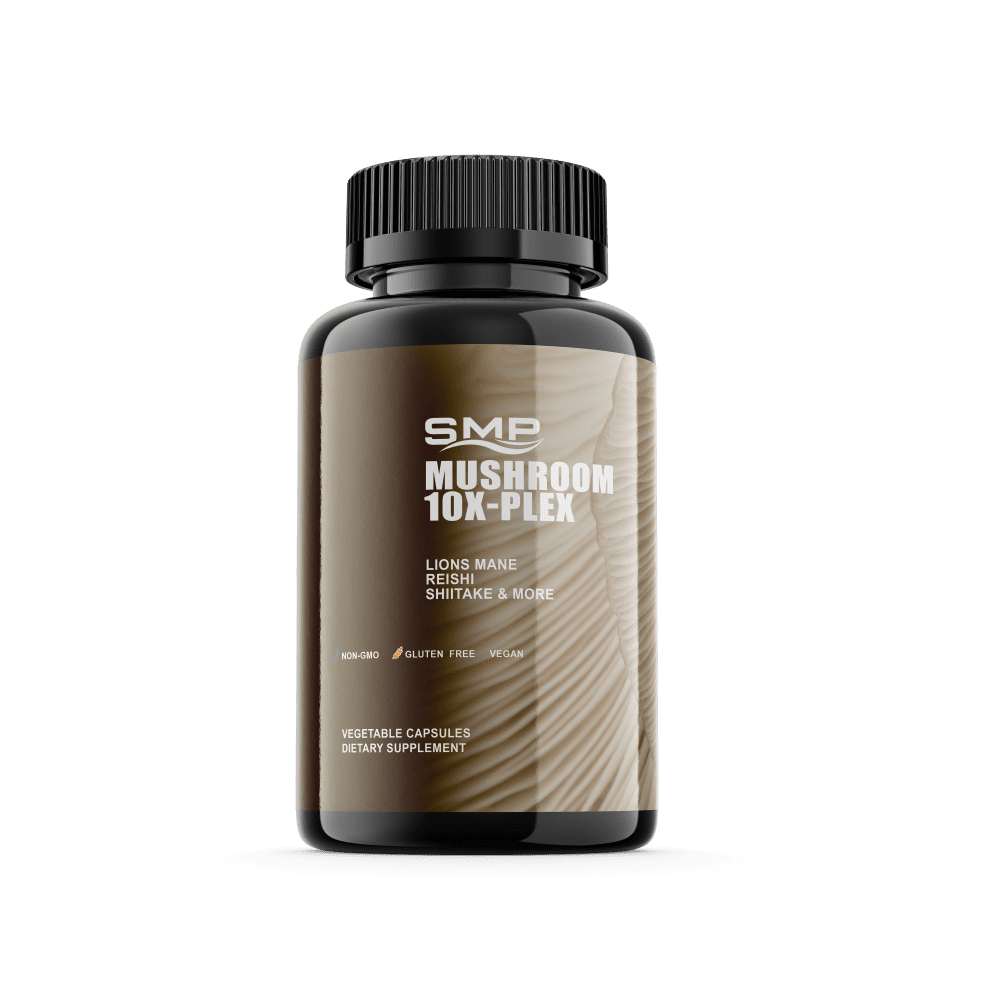 SMP
MUSHROOM
10X-PLEX
LIONS MANE
REISHI
SHIITAKE & MORE
NON-GMO GLUTEN FREE VEGAN
VEGETABLE CAPSULES
DIETARY SUPPLEMENT